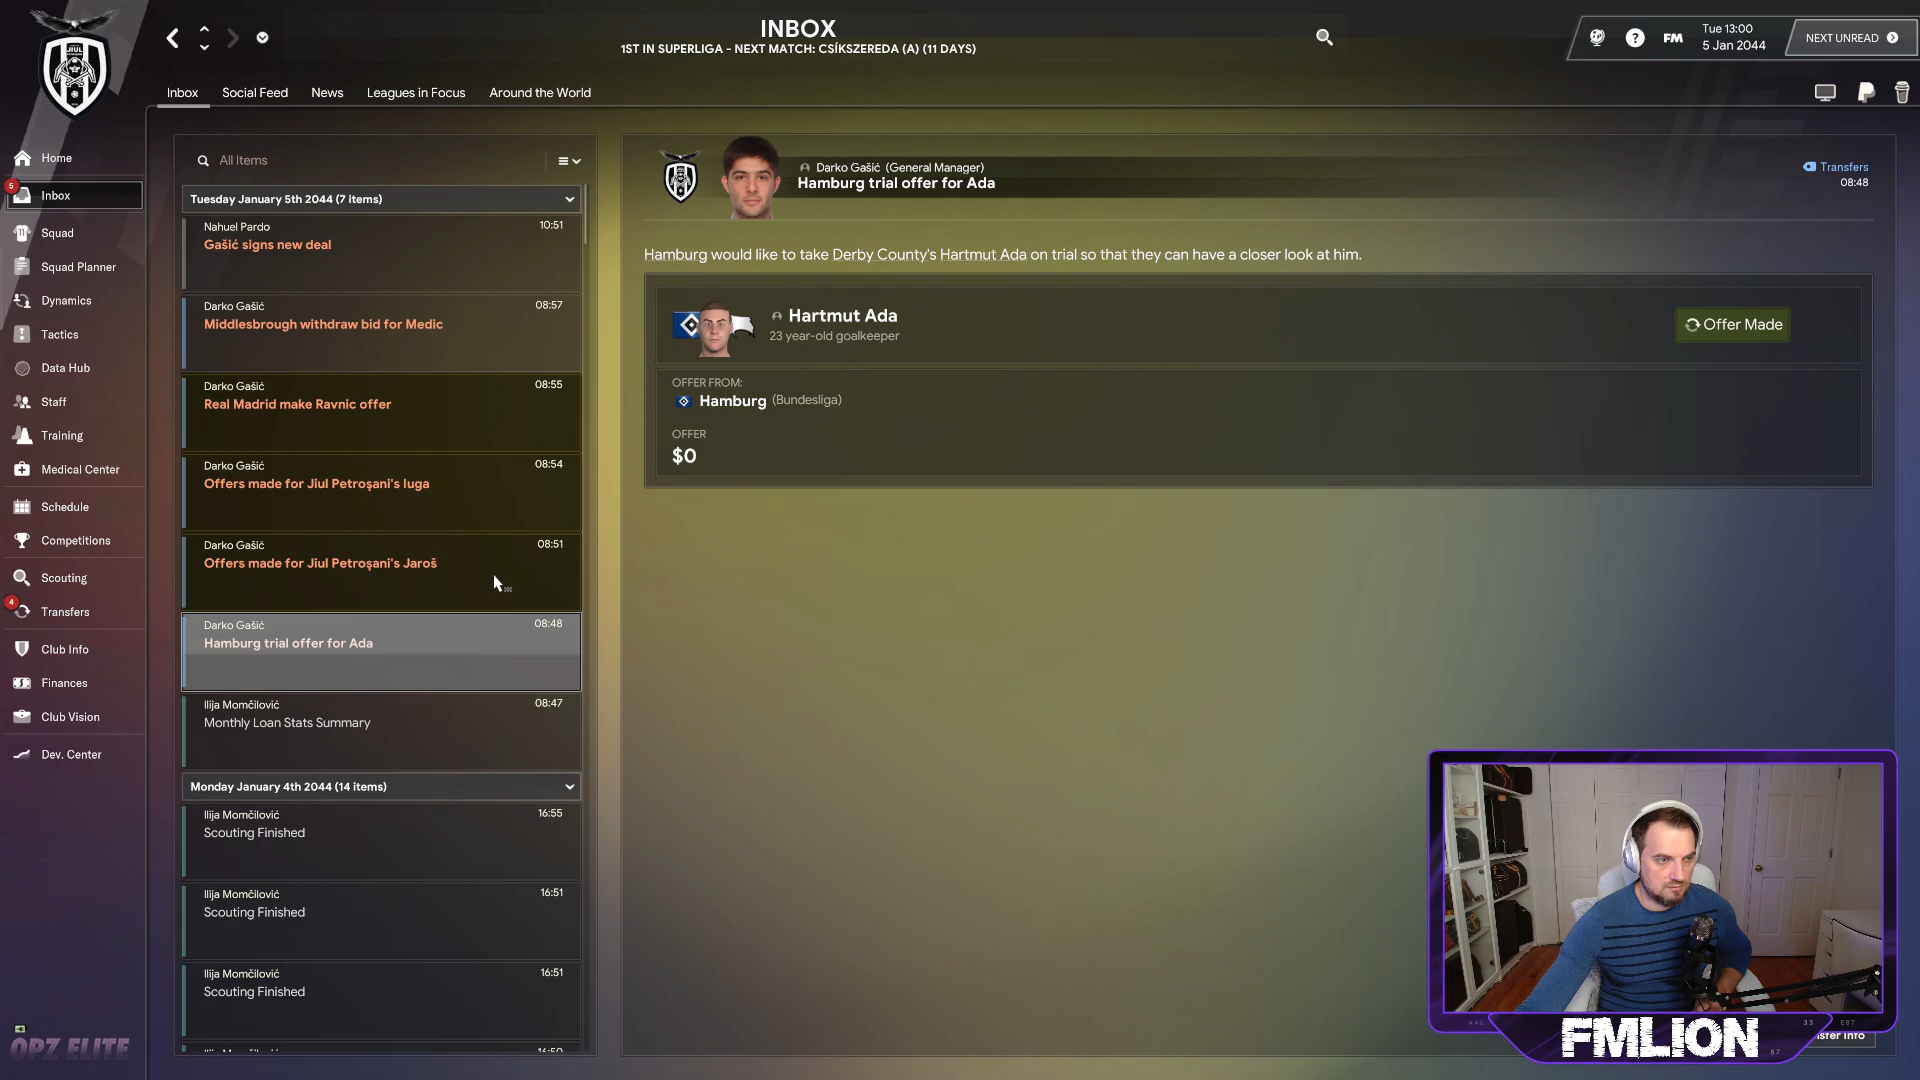 INBOX
1ST IN SUPERLIGA - NEXT MATCH: CSÍKSZEREDA (A) (11 DAYS)
FM
Tue 13:00
5 Jan 2044
NEXT UNREAD
JIUL
Inbox
Social Feed
News
Leagues in Focus
Around the World
Home
5
Inbox
Squad
Squad Planner
Dynamics
Tactics
Data Hub
Staff
Training
Medical Center
Schedule
Competitions
Scouting
4
Transfers
Club Info
Finances
Club Vision
Dev. Center
OPZ ELITE
All Items
Tuesday January 5th 2044 (7 items)
Nahuel Pardo
10:51
Gašić signs new deal
Darko Gašić
08:57
Middlesbrough withdraw bid for Medic
Darko Gašić
08:55
Real Madrid make Ravnic offer
Darko Gašić
08:54
Offers made for Jiul Petroșani's Iuga
Darko Gašić
08:51
Offers made for Jiul Petroșani's Jaroš
Darko Gašić
08:48
Hamburg trial offer for Ada
Ilija Momčilović
08:47
Monthly Loan Stats Summary
Monday January 4th 2044 (14 items)
Ilija Momčilović
16:55
Scouting Finished
Ilija Momčilović
16:51
Scouting Finished
Ilija Momčilović
16:51
Scouting Finished
Darko Gašić (General Manager)
Hamburg trial offer for Ada
Transfers
08:48
Hamburg would like to take Derby County's Hartmut Ada on trial so that they can have a closer look at him.
Hartmut Ada
23 year-old goalkeeper
Offer Made
OFFER FROM:
Hamburg (Bundesliga)
OFFER
$0
FMLION
33
57